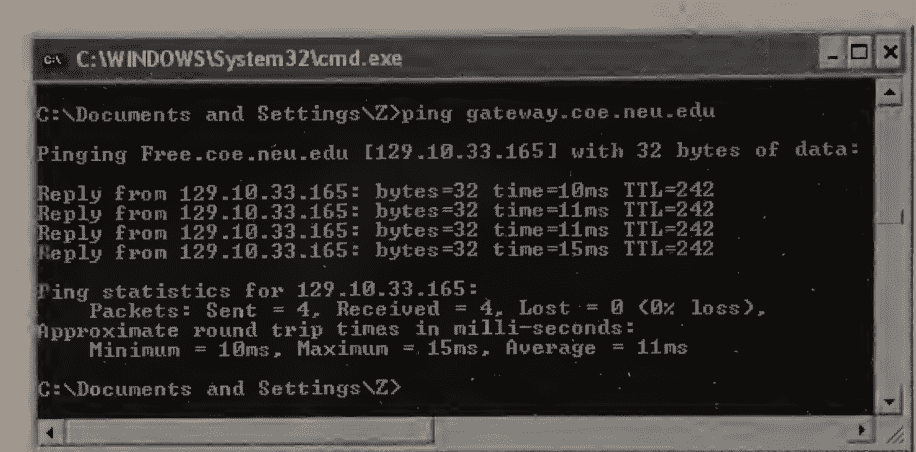 C:\WINDOWS\System32\cmd.exe
C:\Documents and Settings\Z>ping gateway.coe.neu.edu
Pinging Free.coe.neu.edu [129.10.33.165] with 32 bytes of data:
Reply from 129.10.33.165: bytes=32 time=10ms TTL=242
Reply from 129.10.33.165: bytes=32 time=11ms TTL=242
Reply from 129.10.33.165: bytes=32 time=11ms TTL=242
Reply from 129.10.33.165: bytes=32 time=15ms TTL=242
Ping statistics for 129.10.33.165:
Packets: Sent = 4, Received = 4, Lost = 0 (0% loss),
Approximate round trip times in milli-seconds:
Minimum = 10ms, Maximum = 15ms, Average = 11ms
C:\Documents and Settings\Z>